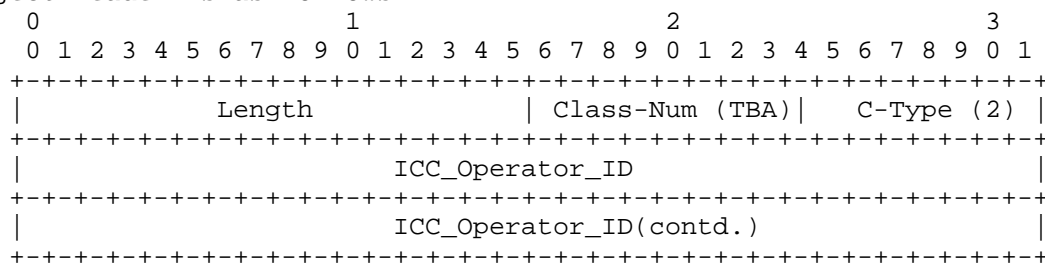 0                   1                   2                   3
0 1 2 3 4 5 6 7 8 9 0 1 2 3 4 5 6 7 8 9 0 1 2 3 4 5 6 7 8 9 0 1
+-+-+-+-+-+-+-+-+-+-+-+-+-+-+-+-+-+-+-+-+-+-+-+-+-+-+-+-+-+-+-+-+
| Length | Class-Num (TBA)| C-Type (2) |
+-+-+-+-+-+-+-+-+-+-+-+-+-+-+-+-+-+-+-+-+-+-+-+-+-+-+-+-+-+-+-+-+
| ICC_Operator_ID |
+-+-+-+-+-+-+-+-+-+-+-+-+-+-+-+-+-+-+-+-+-+-+-+-+-+-+-+-+-+-+-+-+
| ICC_Operator_ID(contd.) |
+-+-+-+-+-+-+-+-+-+-+-+-+-+-+-+-+-+-+-+-+-+-+-+-+-+-+-+-+-+-+-+-+